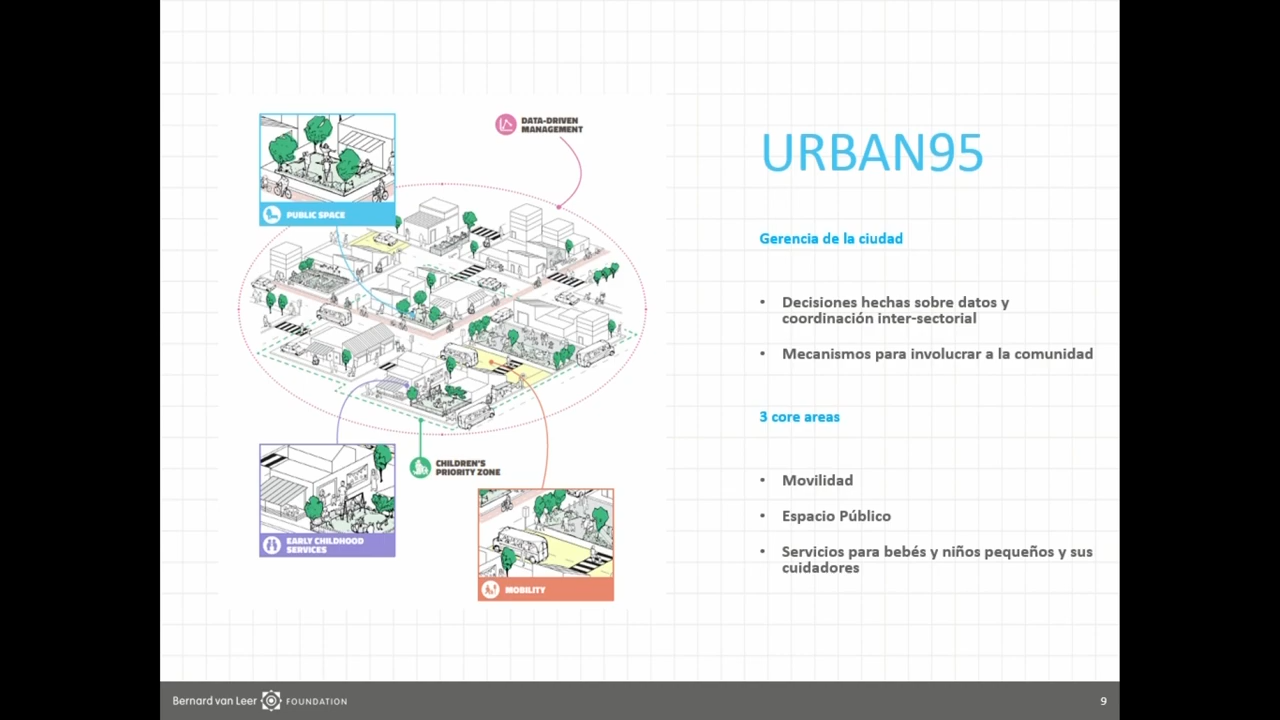 DATA-DRIVEN
MANAGEMENT
PUBLIC SPACE
CHILDREN'S
PRIORITY ZONE
EARLY CHILDHOOD
SERVICES
MOBILITY
URBAN95
Gerencia de la ciudad
• Decisiones hechas sobre datos y
coordinación inter-sectorial
• Mecanismos para involucrar a la comunidad
3 core areas
• Movilidad
• Espacio Público
• Servicios para bebés y niños pequeños y sus
cuidadores
Bernard van Leer FOUNDATION
9